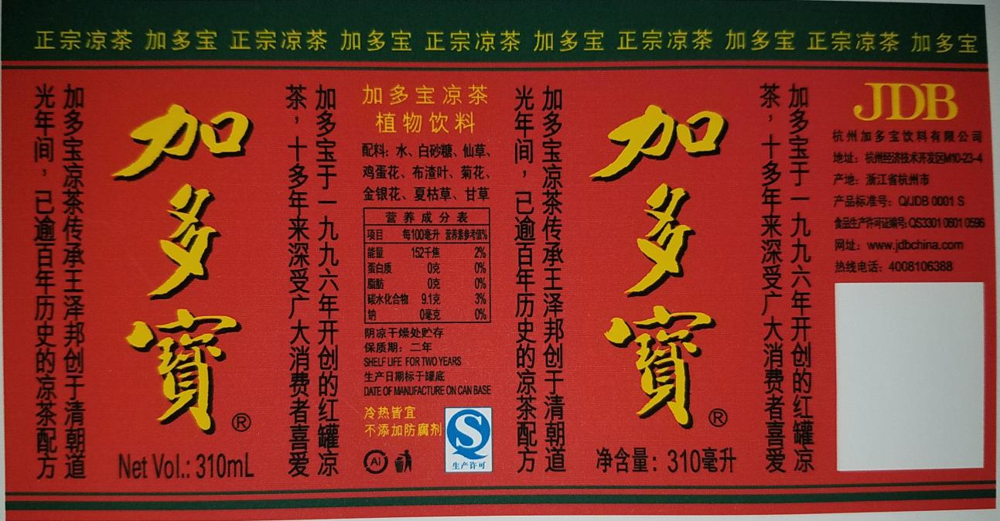 正宗凉茶 加多宝 正宗凉茶 加多宝 正宗凉茶 加多宝 正宗凉茶 加多宝 正宗凉茶 加多宝
加多宝凉茶传承王泽邦创于清朝道
光年间，已逾百年历史的凉茶配方
加多寶®
Net Vol.: 310mL
加多宝于一九九六年开创的红罐凉
茶，十多年来深受广大消费者喜爱
加多宝凉茶
植物饮料
配料: 水、白砂糖、仙草、
鸡蛋花、布渣叶、菊花、
金银花、夏枯草、甘草
营养成分表
项目 每100毫升 营养素参考值%
能量 152千焦 2%
蛋白质 0克 0%
脂肪 0克 0%
碳水化合物 9.1克 3%
钠 0毫克 0%
阴凉干燥处贮存
保质期: 二年
SHELF LIFE FOR TWO YEARS
生产日期标于罐底
DATE OF MANUFACTURE ON CAN BASE
冷热皆宜
不添加防腐剂
Al
QS
生产许可
加多宝凉茶传承王泽邦创于清朝道
光年间，已逾百年历史的凉茶配方
加多寶®
净含量: 310毫升
加多宝于一九九六年开创的红罐凉
茶，十多年来深受广大消费者喜爱
JDB
杭州加多宝饮料有限公司
地址: 杭州经济技术开发区M10-23-4
产地: 浙江省杭州市
产品标准号: Q/JDB 0001 S
食品生产许可证编号: QS3301 0601 0596
网址: www.jdbchina.com
热线电话: 4008106388